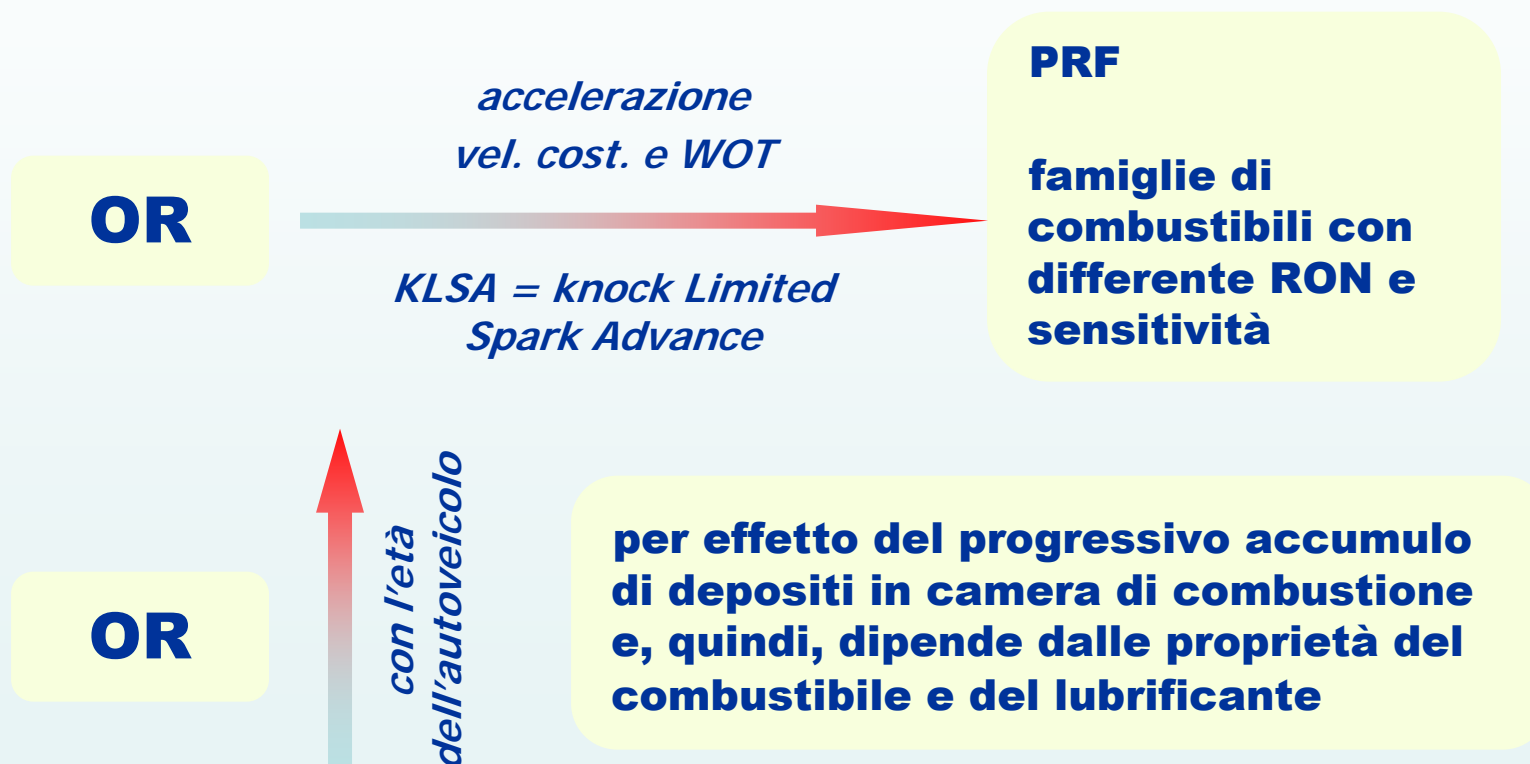 PRF
accelerazione
vel. cost. e WOT
OR
famiglie di
combustibili con
differente RON e
sensitività
KLSA = knock Limited
Spark Advance
OR
con l'età
dell'autoveicolo
per effetto del progressivo accumulo
di depositi in camera di combustione
e, quindi, dipende dalle proprietà del
combustibile e del lubrificante